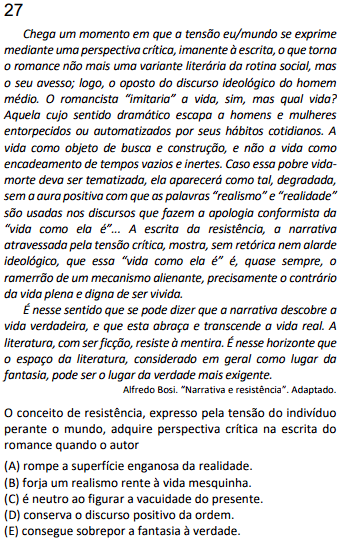 27
Chega um momento em que a tensão eu/mundo se exprime
mediante uma perspectiva crítica, imanente à escrita, o que torna
o romance não mais uma variante literária da rotina social, mas
o seu avesso; logo, o oposto do discurso ideológico do homem
médio. O romancista “imitaria” a vida, sim, mas qual vida?
Aquela cujo sentido dramático escapa a homens e mulheres
entorpecidos ou automatizados por seus hábitos cotidianos. A
vida como objeto de busca e construção, e não a vida como
encadeamento de tempos vazios e inertes. Caso essa pobre vida-
morte deva ser tematizada, ela aparecerá como tal, degradada,
sem a aura positiva com que as palavras “realismo” e “realidade”
são usadas nos discursos que fazem a apologia conformista da
“vida como ela é”... A escrita da resistência, a narrativa
atravessada pela tensão crítica, mostra, sem retórica nem alarde
ideológico, que essa “vida como ela é” é, quase sempre, o
ramerrão de um mecanismo alienante, precisamente o contrário
da vida plena e digna de ser vivida.
É nesse sentido que se pode dizer que a narrativa descobre a
vida verdadeira, e que esta abraça e transcende a vida real. A
literatura, com ser ficção, resiste à mentira. É nesse horizonte que
o espaço da literatura, considerado em geral como lugar da
fantasia, pode ser o lugar da verdade mais exigente.
Alfredo Bosi. “Narrativa e resistência”. Adaptado.
O conceito de resistência, expresso pela tensão do indivíduo
perante o mundo, adquire perspectiva crítica na escrita do
romance quando o autor
(A) rompe a superfície enganosa da realidade.
(B) forja um realismo rente à vida mesquinha.
(C) é neutro ao figurar a vacuidade do presente.
(D) conserva o discurso positivo da ordem.
(E) consegue sobrepor a fantasia à verdade.